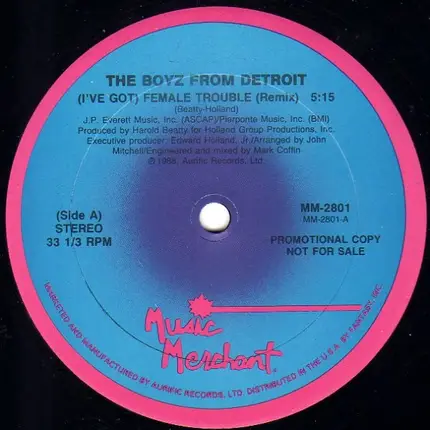 THE BOYZ FROM DETROIT
(I'VE GOT) FEMALE TROUBLE (Remix) 5:15
(Beatty-Holland)
J.P. Everett Music, Inc. (ASCAP)/Pierponte Music, Inc. (BMI)
Produced by Harold Beatty for Holland Group Productions, Inc.
Executive producer: Edward Holland, Jr./Arranged by John
Mitchell/Engineered and mixed by Mark Coffin
℗ 1988, Aurific Records, Ltd.
(Side A)
STEREO
33 1/3 RPM
MM-2801
MM-2801-A
PROMOTIONAL COPY
NOT FOR SALE
Music
Merchant
MARKETED AND MANUFACTURED BY AURIFIC RECORDS, LTD. DISTRIBUTED IN THE U.S.A. BY FANTASY, INC.